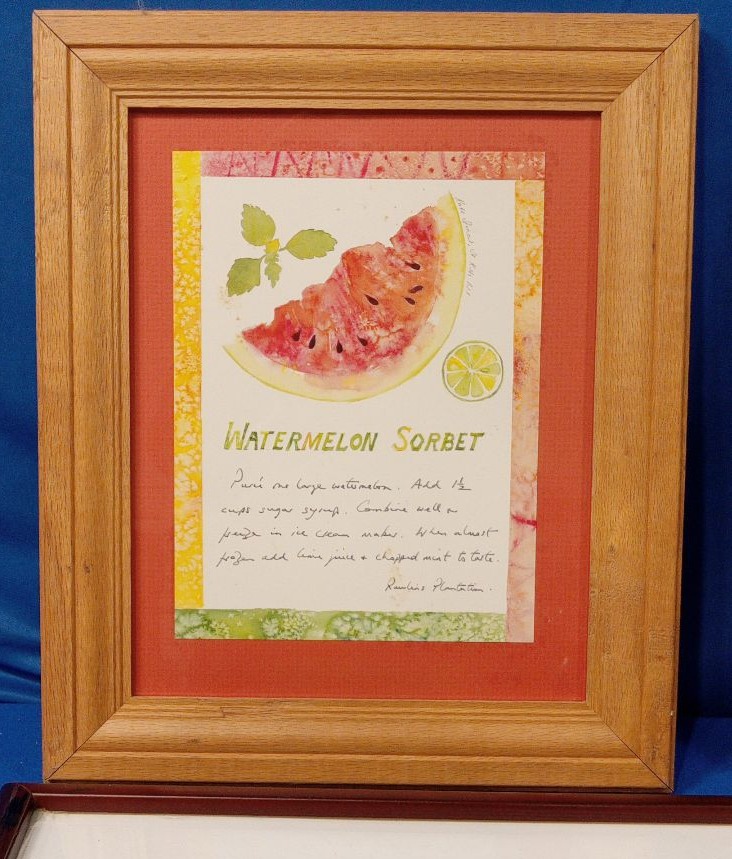 WATERMELON SORBET
Pureé one large watermelon. Add 1½
cups sugar syrup. Combine well &
freeze in ice cream maker. When almost
frozen add lime juice & chopped mint to taste.
Rawlins Plantation.